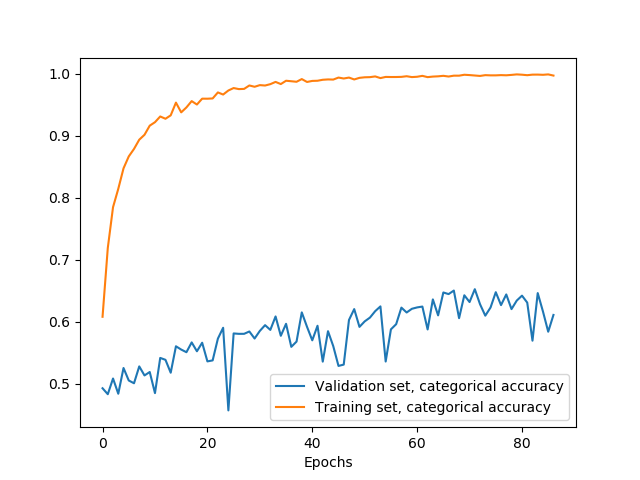 1.0
0.9
0.8
0.7
0.6
0.5
Validation set, categorical accuracy
Training set, categorical accuracy
0 20 40 60 80
Epochs